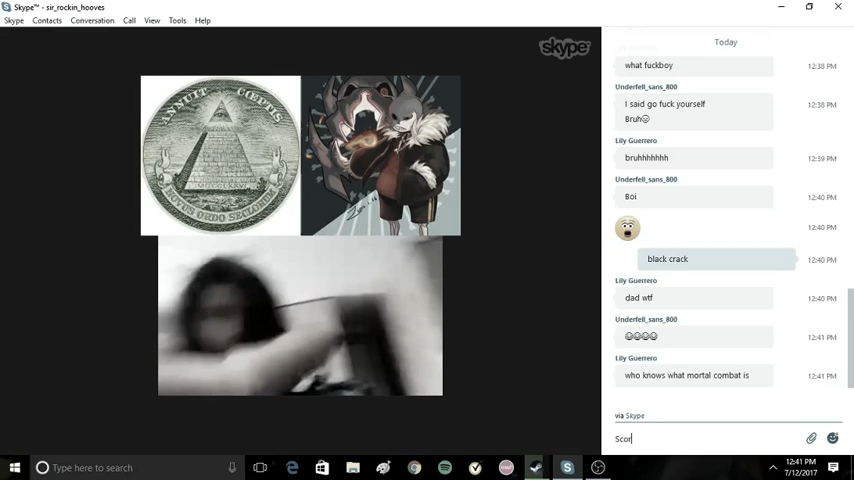 Skype™ - sir_rockin_hooves
Skype Contacts Conversation Call View Tools Help
skype
ANNUIT CŒPTIS
MDCCLXXVI
NOVUS ORDO SECLORUM
Today
what fuckboy
12:38 PM
Underfell_sans_800
I said go fuck yourself
12:38 PM
Bruh
Lily Guerrero
bruhhhhhhh
12:39 PM
Underfell_sans_800
Boi
12:40 PM
12:40 PM
black crack
12:40 PM
Lily Guerrero
dad wtf
12:40 PM
Underfell_sans_800
12:41 PM
Lily Guerrero
who knows what mortal combat is
12:41 PM
via Skype
Scor
Type here to search
12:41 PM
7/12/2017